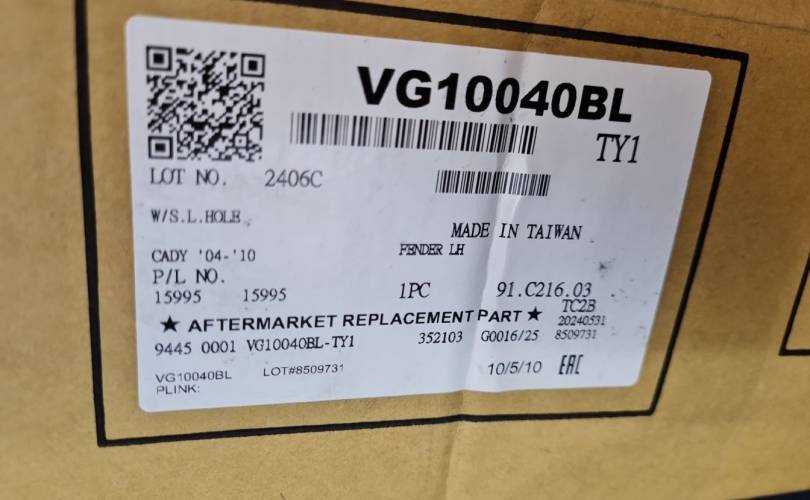 VG10040BL
TY1
LOT NO. 2406C
W/S.L.HOLE
MADE IN TAIWAN
CADY '04-'10 FENDER LH
P/L NO.
15995 15995 1PC 91.C216.03
TC2B
★ AFTERMARKET REPLACEMENT PART ★ 20240531
9445 0001 VG10040BL-TY1 352103 G0016/25 8509731
VG10040BL LOT#8509731 10/5/10 EAC
PLINK: